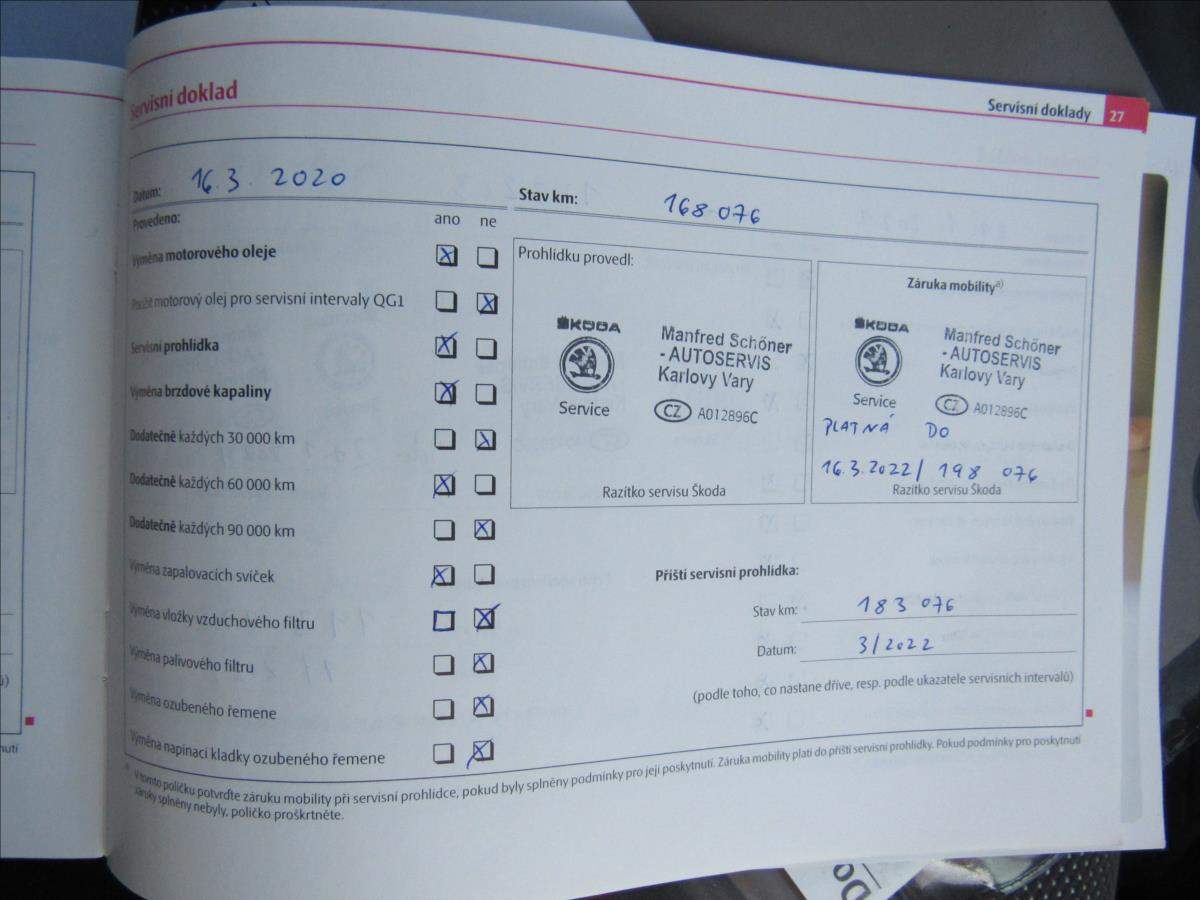 Servisní doklady 27
Servisní doklad
Datum: 16.3. 2020
Stav km: 168 076
Provedeno: ano ne
Výměna motorového oleje
Použit motorový olej pro servisní intervaly QG1
Servisní prohlídka
Výměna brzdové kapaliny
Dodatečně každých 30 000 km
Dodatečně každých 60 000 km
Dodatečně každých 90 000 km
Výměna zapalovacích svíček
Výměna vložky vzduchového filtru
Výměna palivového filtru
Výměna ozubeného řemene
Výměna napínací kladky ozubeného řemene
Prohlídku provedl:
ŠKODA
Service
Manfred Schöner
- AUTOSERVIS
Karlovy Vary
CZ A012896C
Razítko servisu Škoda
Záruka mobility a)
ŠKODA
Service
Manfred Schöner
- AUTOSERVIS
Karlovy Vary
CZ A012896C
PLATNÁ DO
16.3.2022/ 198 076
Razítko servisu Škoda
Příští servisní prohlídka:
Stav km: 183 076
Datum: 3/2022
(podle toho, co nastane dříve, resp. podle ukazatele servisních intervalů)
a) V tomto políčku potvrďte záruku mobility při servisní prohlídce, pokud byly splněny podmínky pro její poskytnutí. Záruka mobility platí do příští servisní prohlídky. Pokud podmínky pro poskytnutí
záruky splněny nebyly, políčko proškrtněte.
nutí
Do